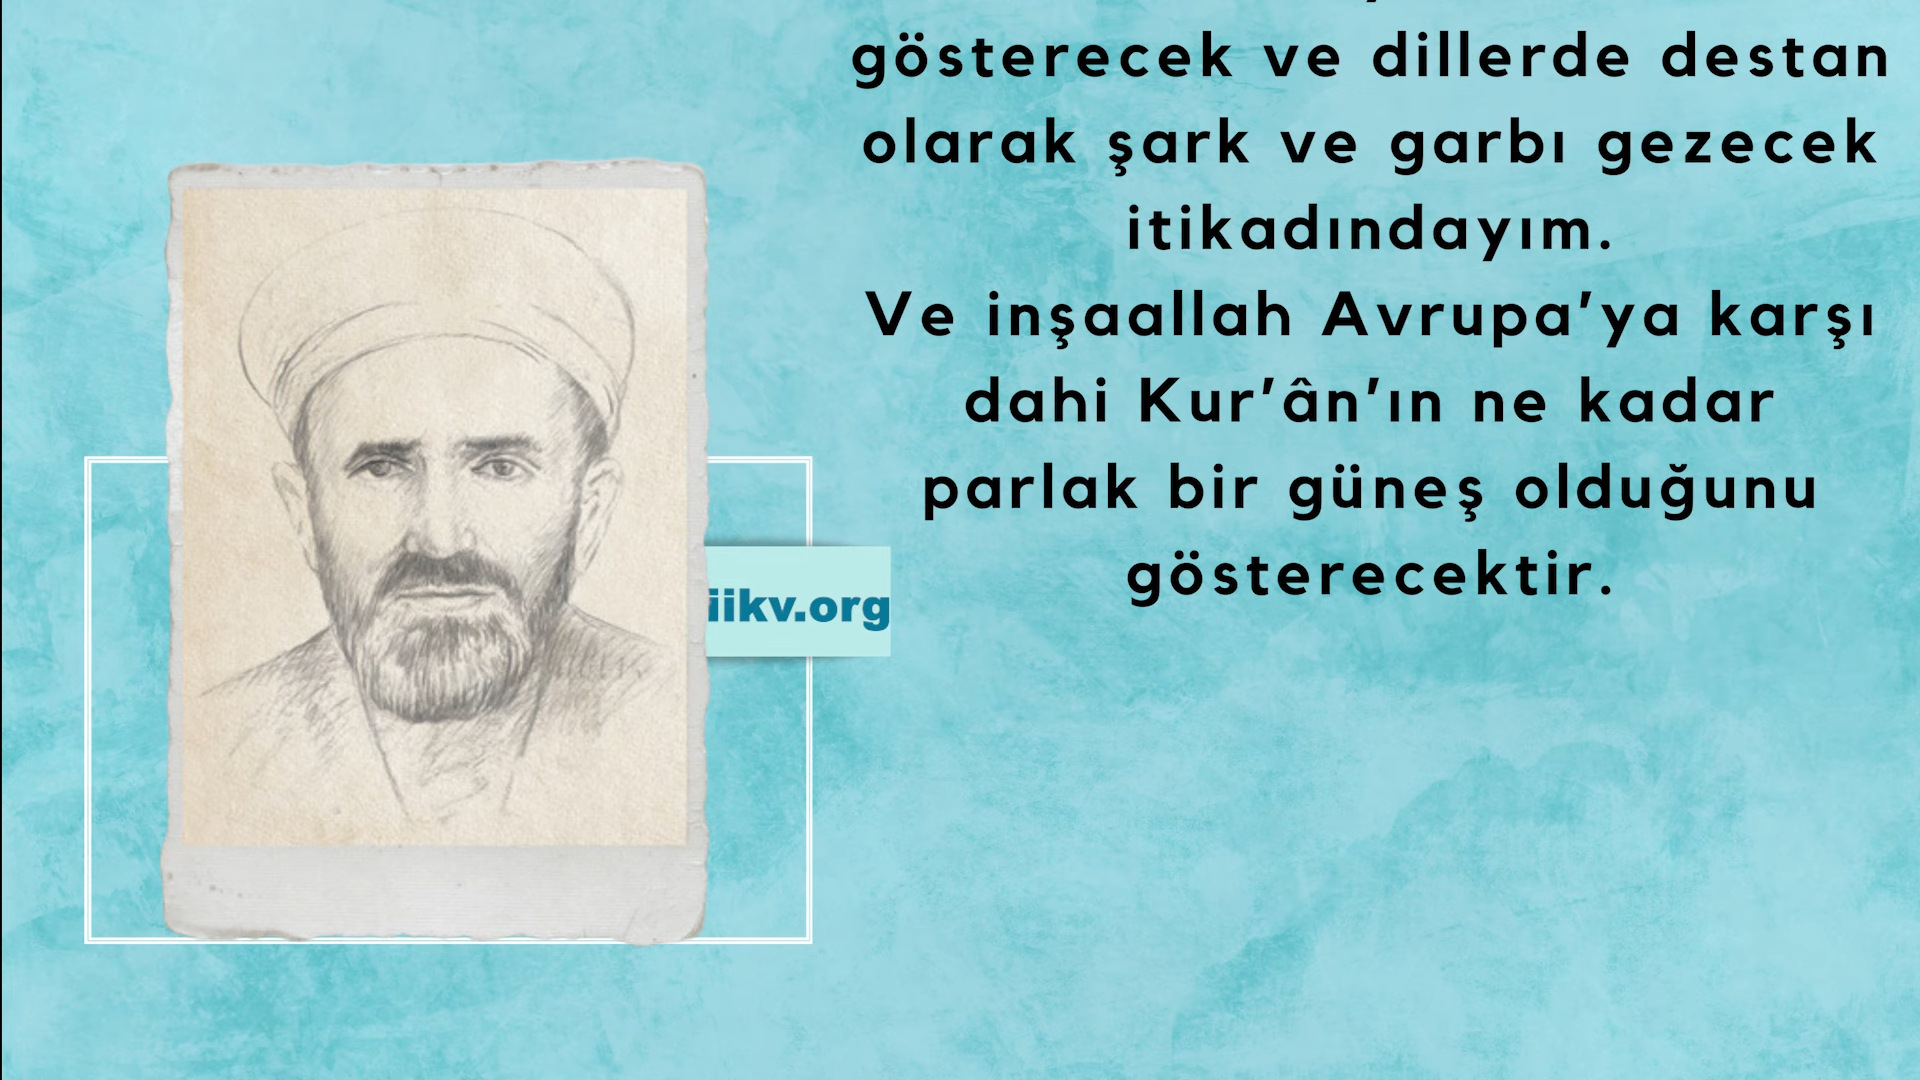 gösterecek ve dillerde destan
olarak şark ve garbı gezecek
itikadındayım.
Ve inşaallah Avrupa’ya karşı
dahi Kur’ân’ın ne kadar
parlak bir güneş olduğunu
gösterecektir.
iikv.org